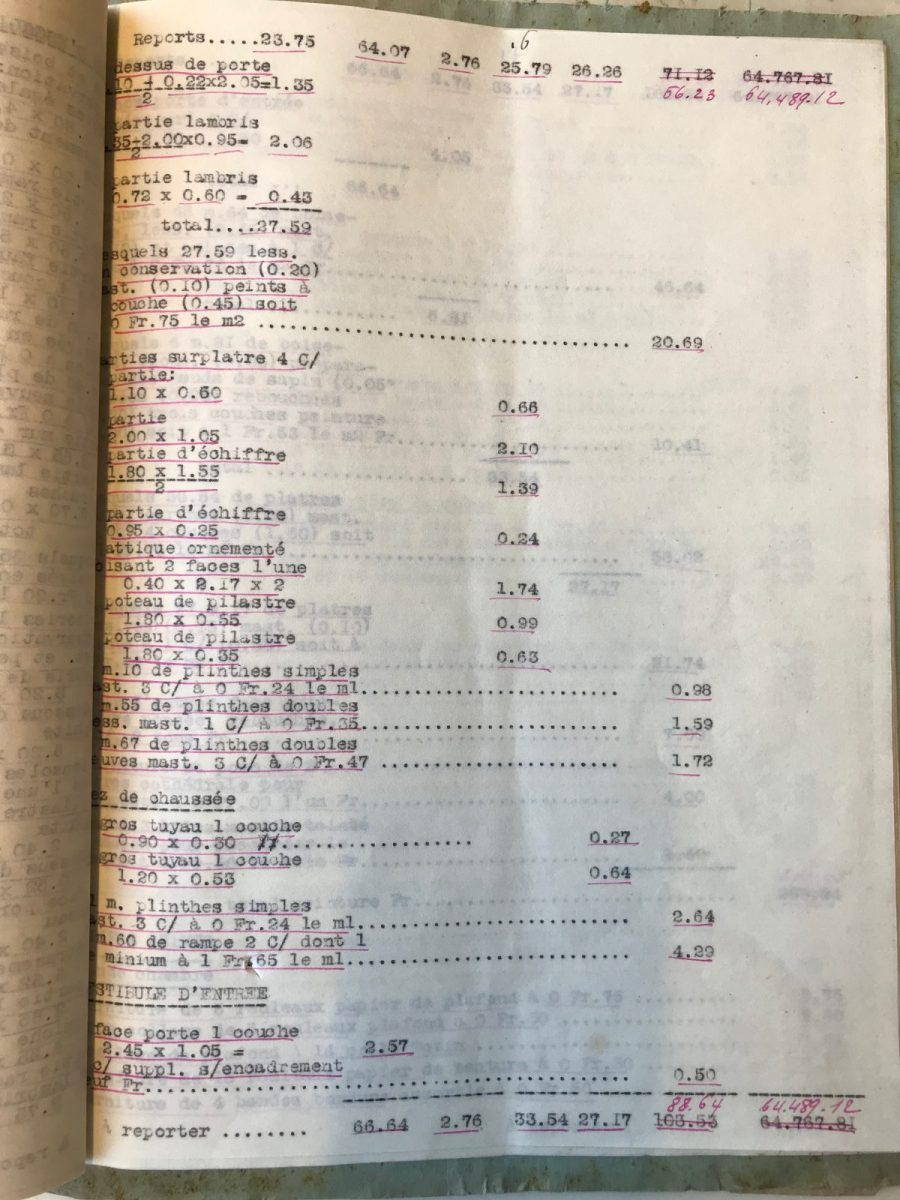 .6
Reports.....23.75 64.07 2.76 25.79 26.26 71.12 64.767.81
56.23 64.489.12
dessus de porte
.10 + 0.22x2.05=1.35
2
partie lambris
35+2.00x0.95= 2.06
2
partie lambris
0.72 x 0.60 = 0.43
total....27.59
squels 27.59 less.
n conservation (0.20)
ast. (0.10) peints à
couche (0.45) soit
0 Fr.75 le m2 ........................................ 20.69
rties surplatre 4 C/
partie:
1.10 x 0.60 0.66
partie
2.00 x 1.05 2.10
partie d'échiffre
1.80 x 1.55 1.39
2
partie d'échiffre
0.95 x 0.25 0.24
attique ornementé
oisant 2 faces l'une
0.40 x 2.17 x 2 1.74
poteau de pilastre
1.80 x 0.55 0.99
poteau de pilastre
1.80 x 0.35 0.63
m.10 de plinthes simples
st. 3 C/ à 0 Fr.24 le ml........................... 0.98
m.55 de plinthes doubles
ess. mast. 1 C/ à 0 Fr.35........................... 1.59
m.67 de plinthes doubles
euves mast. 3 C/ à 0 Fr.47 ......................... 1.72
ez de chaussée
gros tuyau 1 couche
0.90 x 0.30 ...................... 0.27
gros tuyau 1 couche
1.20 x 0.53 0.64
1 m. plinthes simples
st. 3 C/ à 0 Fr.24 le ml........................... 2.64
m.60 de rampe 2 C/ dont 1
e minium à 1 Fr.65 le ml............................ 4.29
ESTIBULE D'ENTREE
face porte 1 couche
2.45 x 1.05 = 2.57
c/ suppl. s/encadrement
euf Fr.............................................. 0.50
88.64 64.489.12
à reporter ........ 66.64 2.76 33.54 27.17 103.53 64.767.81